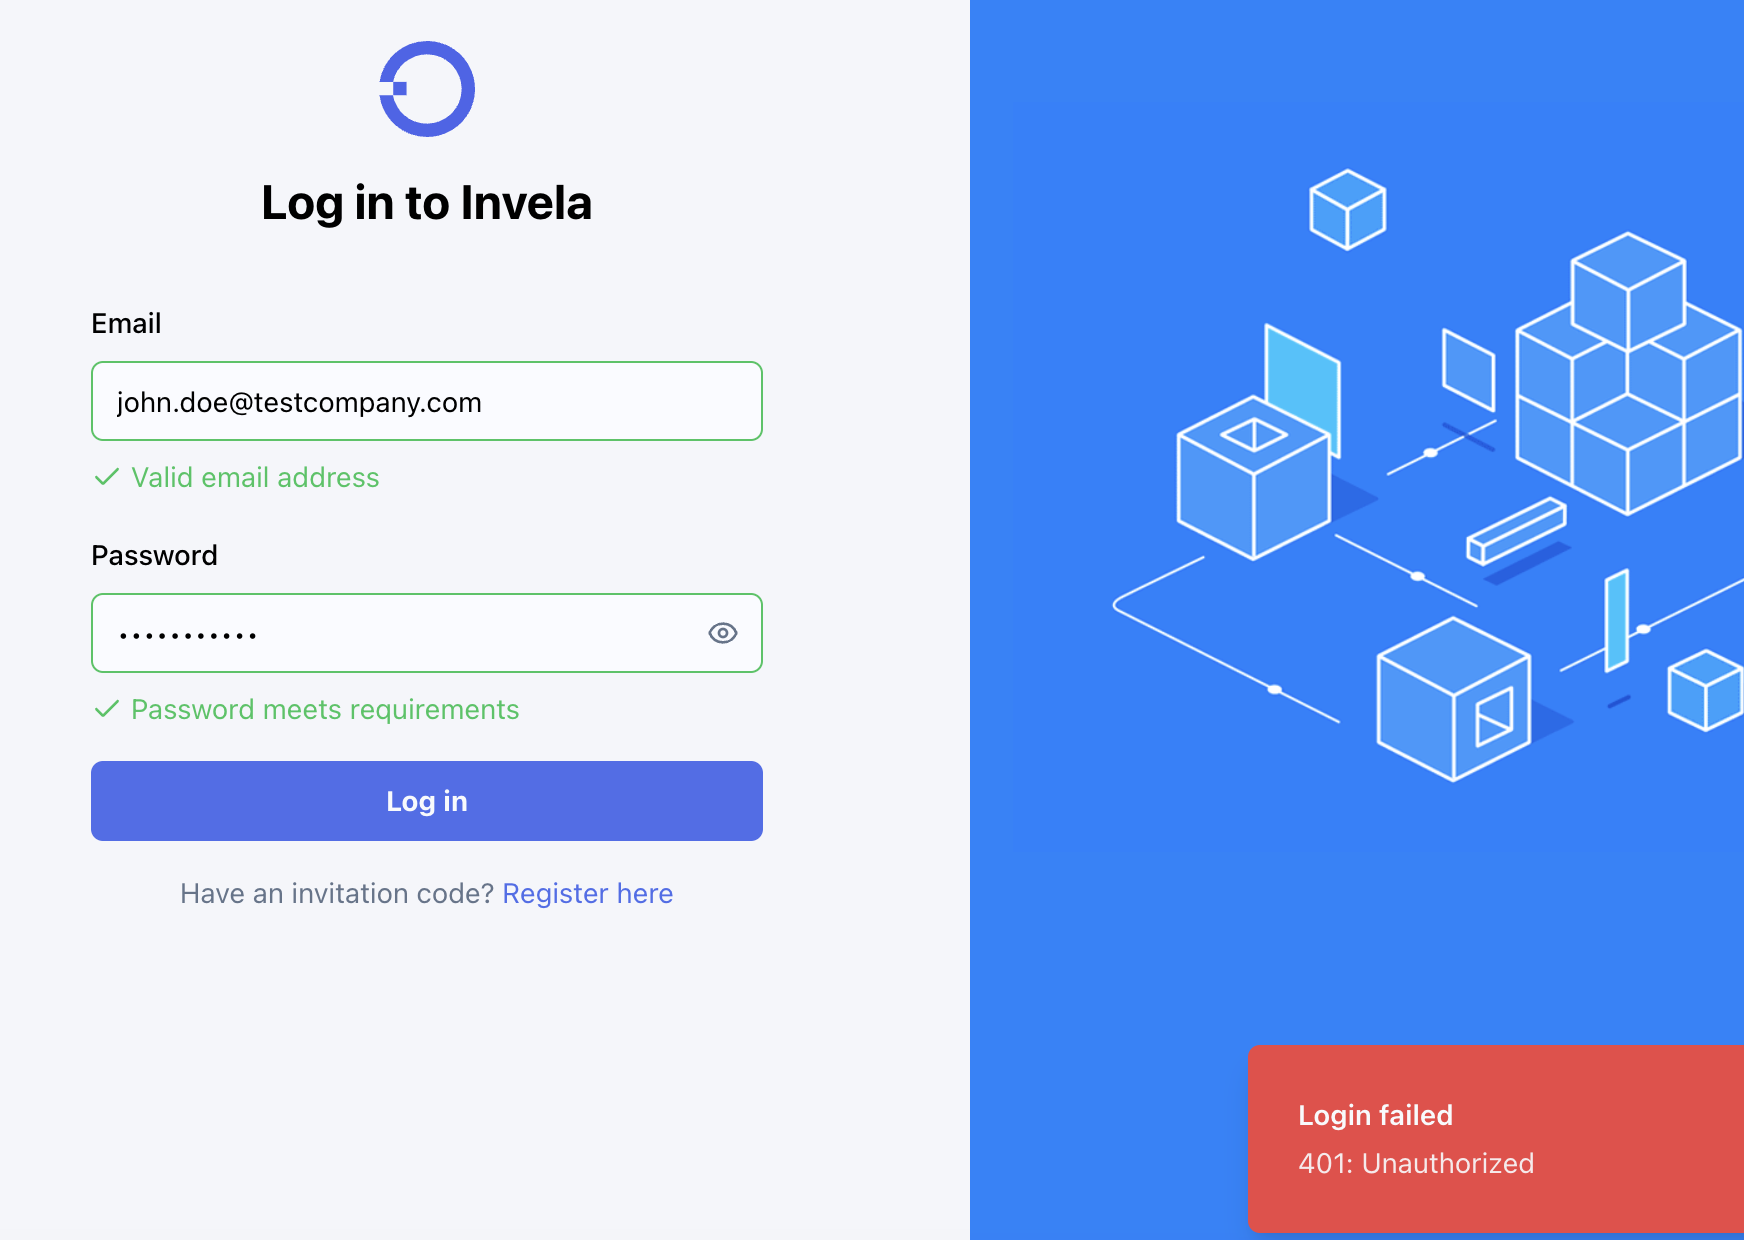 Log in to Invela
Email
john.doe@testcompany.com
Valid email address
Password
•••••••••••
Password meets requirements
Log in
Have an invitation code? Register here
Login failed
401: Unauthorized